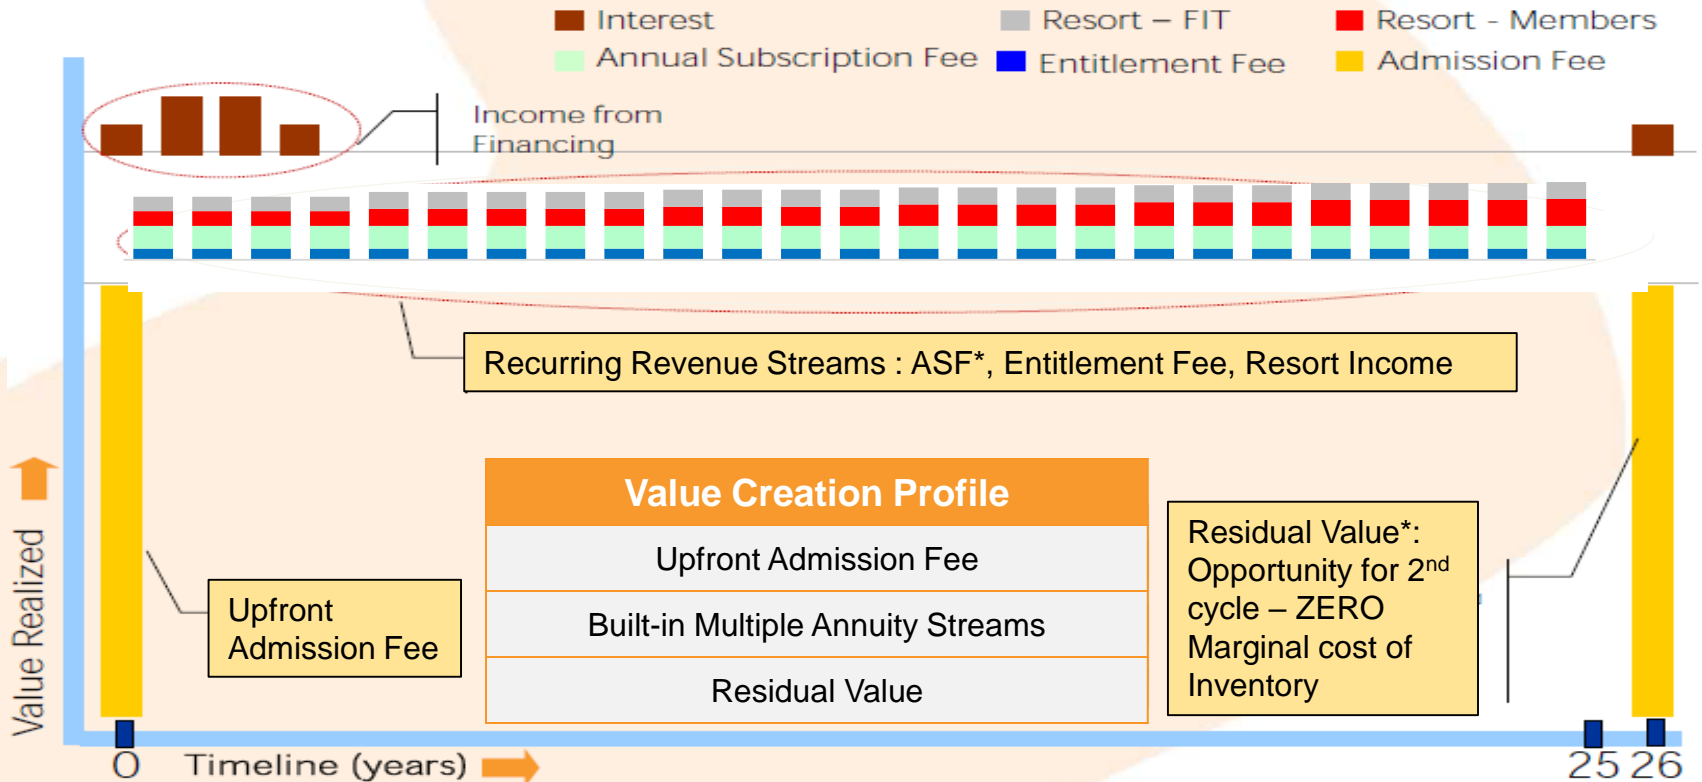 Interest
Resort – FIT
Resort - Members
Annual Subscription Fee
Entitlement Fee
Admission Fee
Income from
Financing
Recurring Revenue Streams : ASF*, Entitlement Fee, Resort Income
Value Creation Profile
Upfront Admission Fee
Built-in Multiple Annuity Streams
Residual Value
Upfront
Admission Fee
Residual Value*:
Opportunity for 2nd
cycle – ZERO
Marginal cost of
Inventory
Value Realized
0
Timeline (years)
25
26